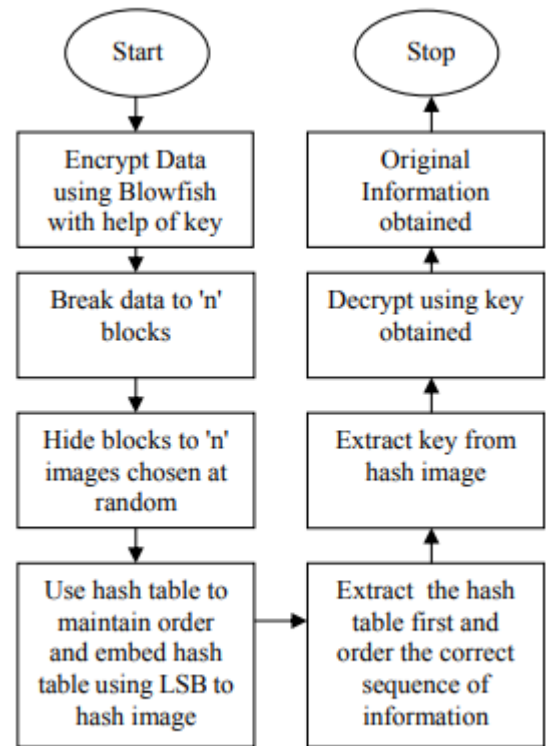 Start
Encrypt Data
using Blowfish
with help of key
Break data to 'n'
blocks
Hide blocks to 'n'
images chosen at
random
Use hash table to
maintain order
and embed hash
table using LSB to
hash image
Extract the hash
table first and
order the correct
sequence of
information
Extract key from
hash image
Decrypt using key
obtained
Original
Information
obtained
Stop